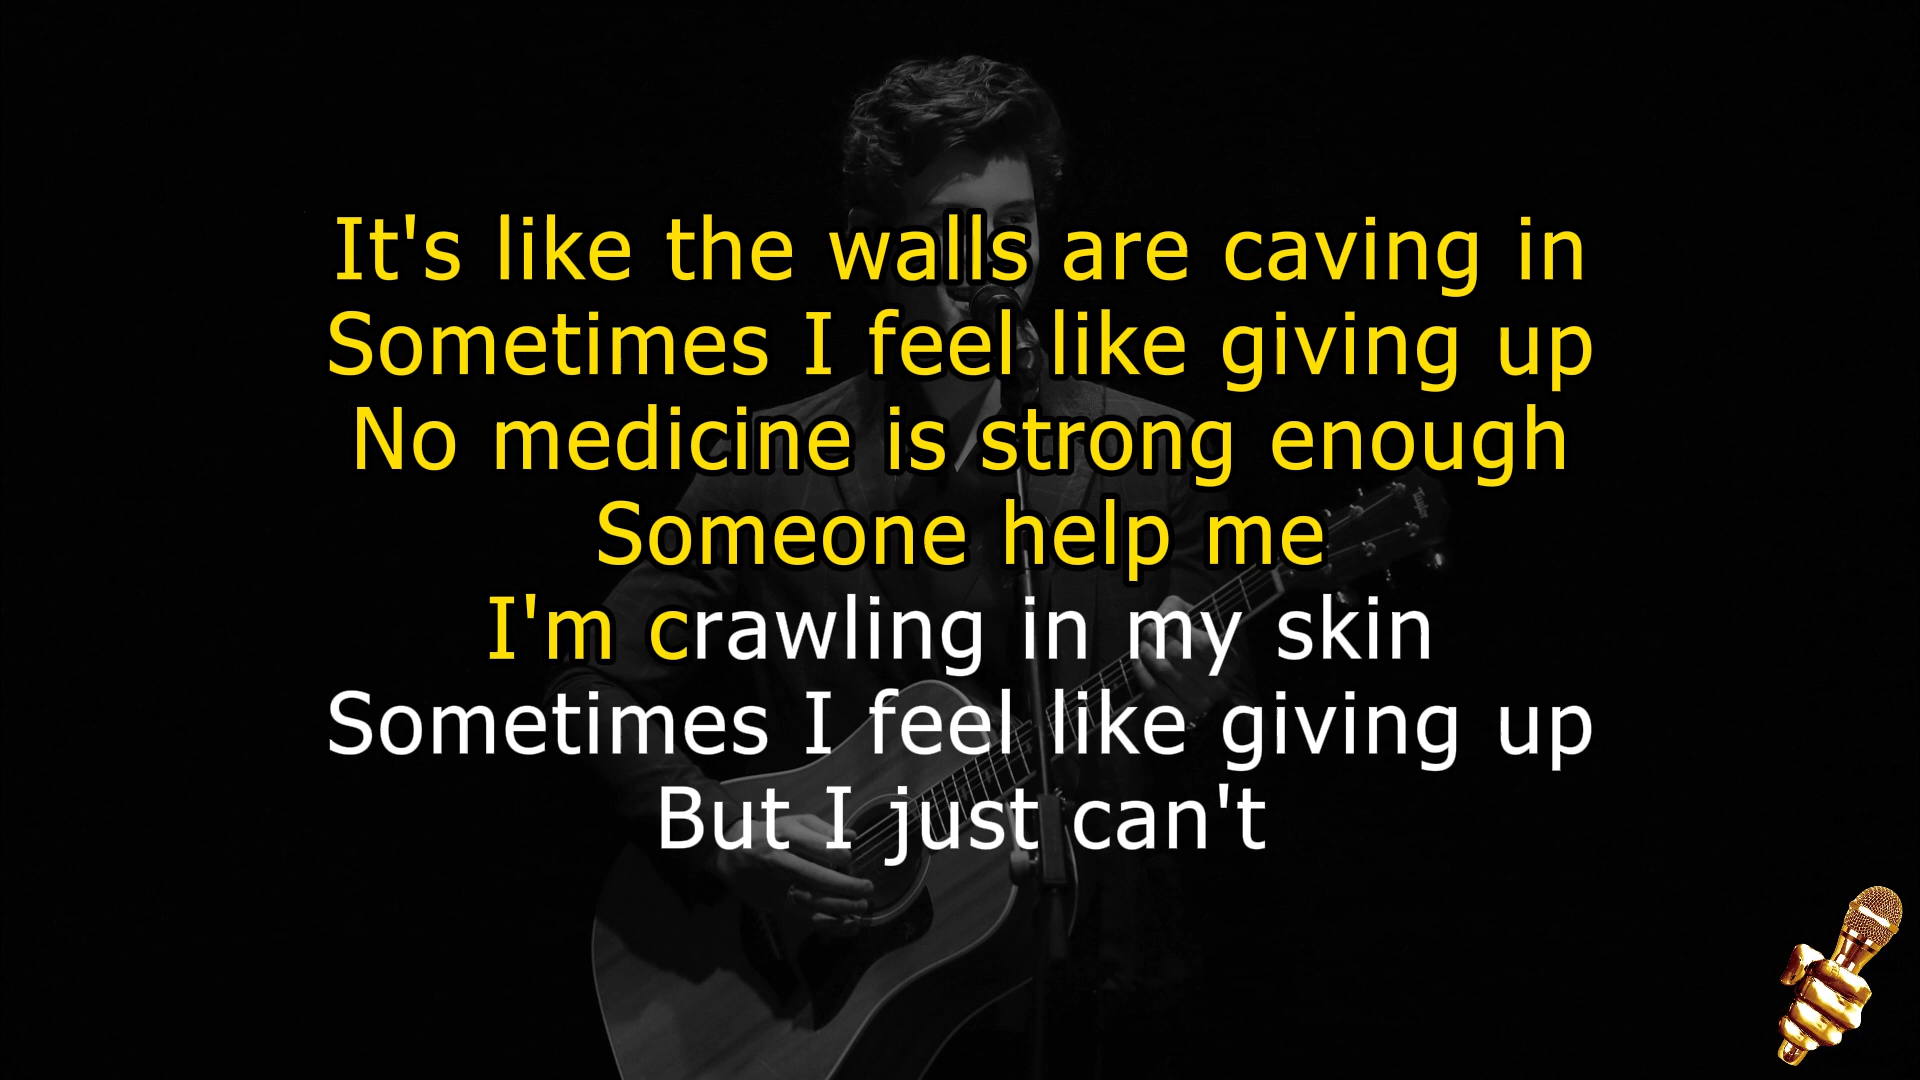 It's like the walls are caving in
Sometimes I feel like giving up
No medicine is strong enough
Someone help me
I'm crawling in my skin
Sometimes I feel like giving up
But I just can't
Taylor